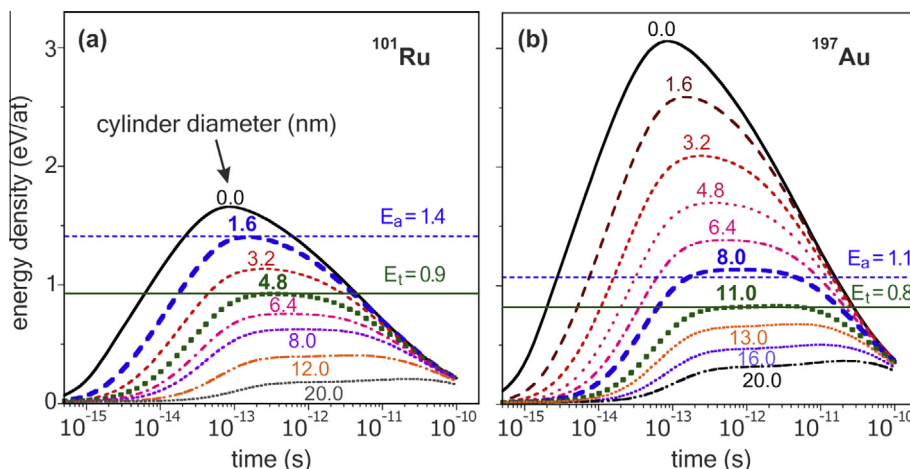 (a)
¹⁰¹Ru
cylinder diameter (nm)
0.0
1.6
3.2
4.8
6.4
8.0
12.0
20.0
Eₐ = 1.4
Eₜ = 0.9
energy density (eV/at)
3
2
1
0
10⁻¹⁵ 10⁻¹⁴ 10⁻¹³ 10⁻¹² 10⁻¹¹ 10⁻¹⁰
time (s)
(b)
¹⁹⁷Au
0.0
1.6
3.2
4.8
6.4
8.0
11.0
13.0
16.0
20.0
Eₐ = 1.1
Eₜ = 0.8
10⁻¹⁵ 10⁻¹⁴ 10⁻¹³ 10⁻¹² 10⁻¹¹ 10⁻¹⁰
time (s)